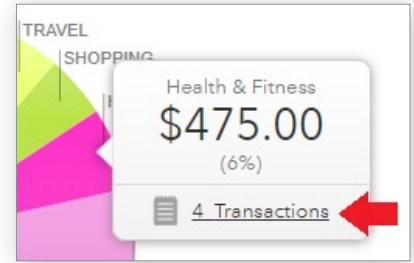 TRAVEL
SHOPPING
H
Health & Fitness
$475.00
(6%)
4 Transactions